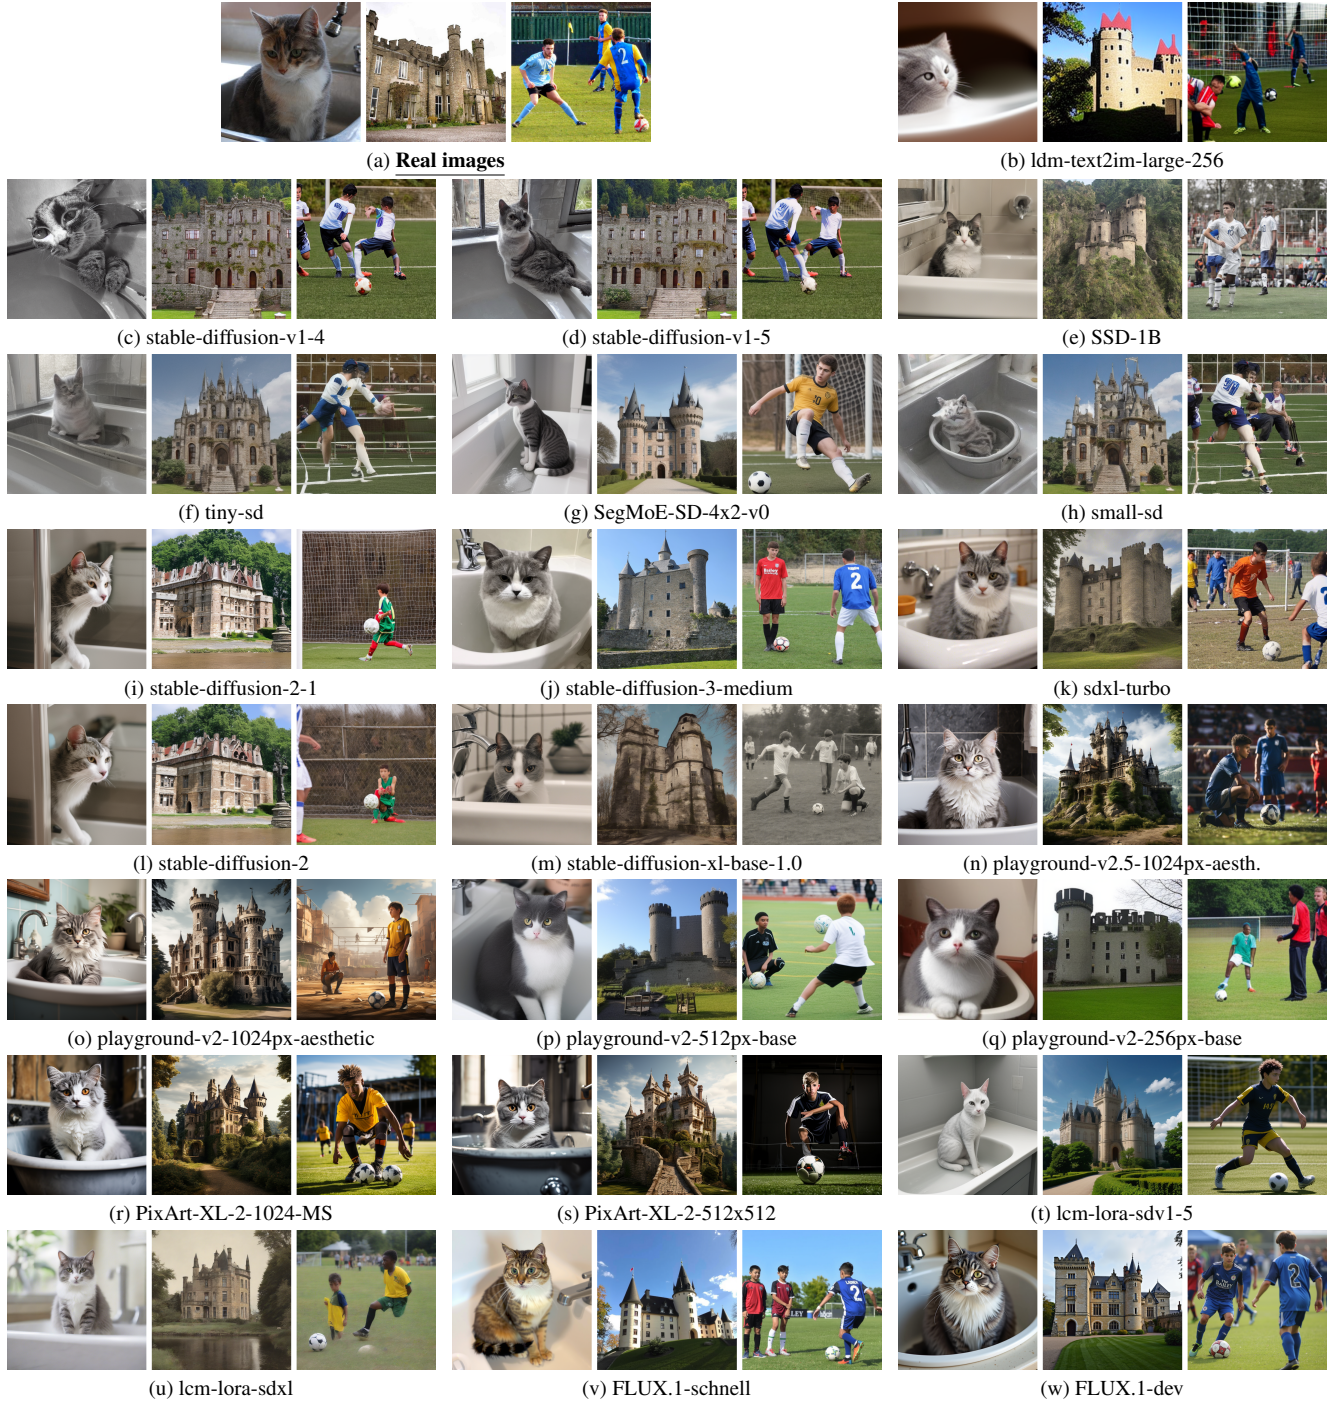 (a) Real images
(b) ldm-text2im-large-256
(c) stable-diffusion-v1-4
(d) stable-diffusion-v1-5
(e) SSD-1B
(f) tiny-sd
(g) SegMoE-SD-4x2-v0
(h) small-sd
(i) stable-diffusion-2-1
(j) stable-diffusion-3-medium
(k) sdxl-turbo
(l) stable-diffusion-2
(m) stable-diffusion-xl-base-1.0
(n) playground-v2.5-1024px-aesth.
(o) playground-v2-1024px-aesthetic
(p) playground-v2-512px-base
(q) playground-v2-256px-base
(r) PixArt-XL-2-1024-MS
(s) PixArt-XL-2-512x512
(t) lcm-lora-sdv1-5
(u) lcm-lora-sdxl
(v) FLUX.1-schnell
(w) FLUX.1-dev